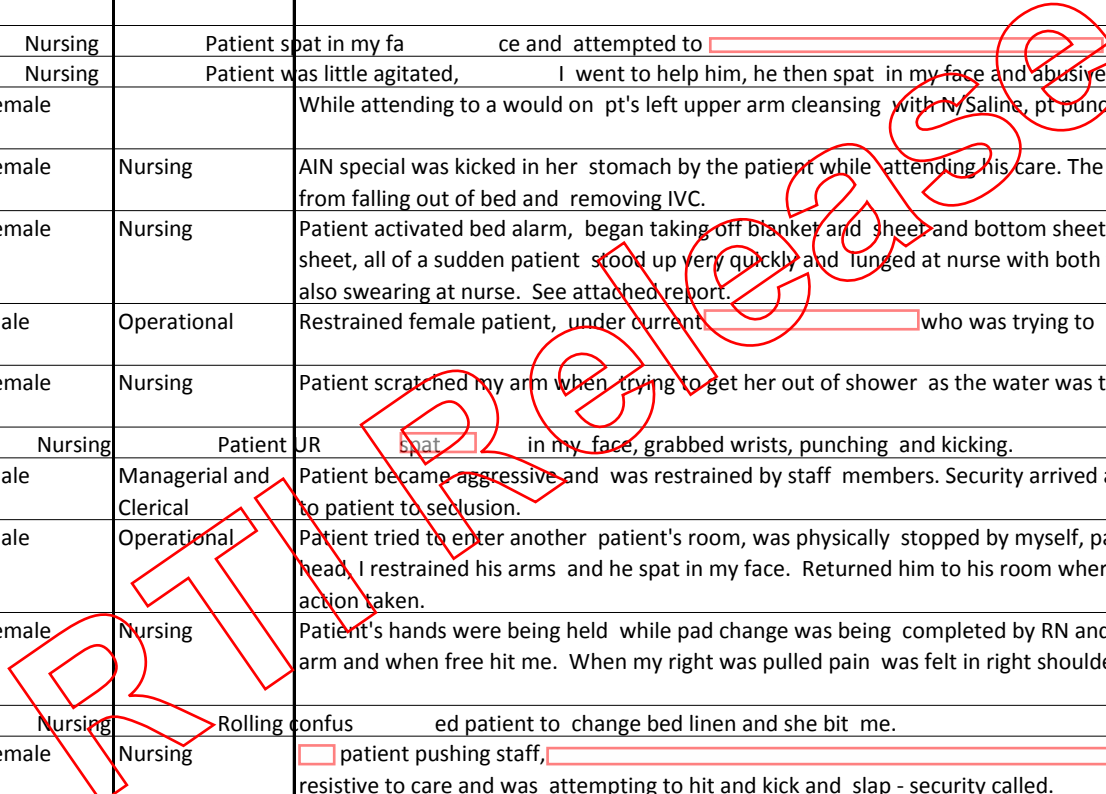 Nursing Patient spat in my fa ce and attempted to
Nursing Patient was little agitated, I went to help him, he then spat in my face and abusive
emale While attending to a would on pt's left upper arm cleansing with N/Saline, pt punc
emale Nursing AIN special was kicked in her stomach by the patient while attending his care. The
from falling out of bed and removing IVC.
emale Nursing Patient activated bed alarm, began taking off blanket and sheet and bottom sheet
sheet, all of a sudden patient stood up very quickly and lunged at nurse with both
also swearing at nurse. See attached report.
ale Operational Restrained female patient, under current who was trying to
emale Nursing Patient scratched my arm when trying to get her out of shower as the water was t
Nursing Patient UR spat in my face, grabbed wrists, punching and kicking.
ale Managerial and Patient became aggressive and was restrained by staff members. Security arrived a
Clerical to patient to seclusion.
ale Operational Patient tried to enter another patient's room, was physically stopped by myself, pa
head, I restrained his arms and he spat in my face. Returned him to his room wher
action taken.
emale Nursing Patient's hands were being held while pad change was being completed by RN and
arm and when free hit me. When my right was pulled pain was felt in right shoulde
Nursing Rolling confus ed patient to change bed linen and she bit me.
emale Nursing patient pushing staff,
resistive to care and was attempting to hit and kick and slap - security called.
RTI Release